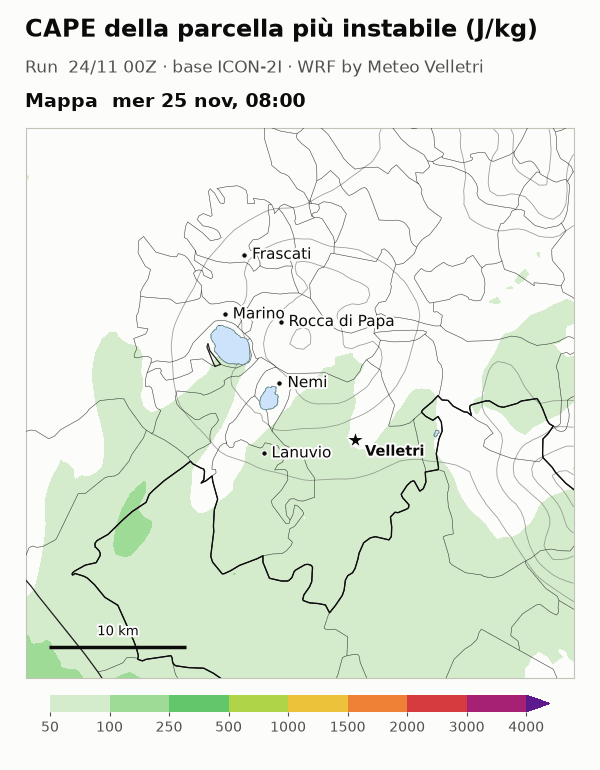 CAPE della parcella più instabile (J/kg)
Run  24/11 00Z · base ICON-2I · WRF by Meteo Velletri
Mappa  mer 25 nov, 08:00
Frascati
Marino
Rocca di Papa
Nemi
Velletri
Lanuvio
10 km
50 100 250 500 1000 1500 2000 3000 4000